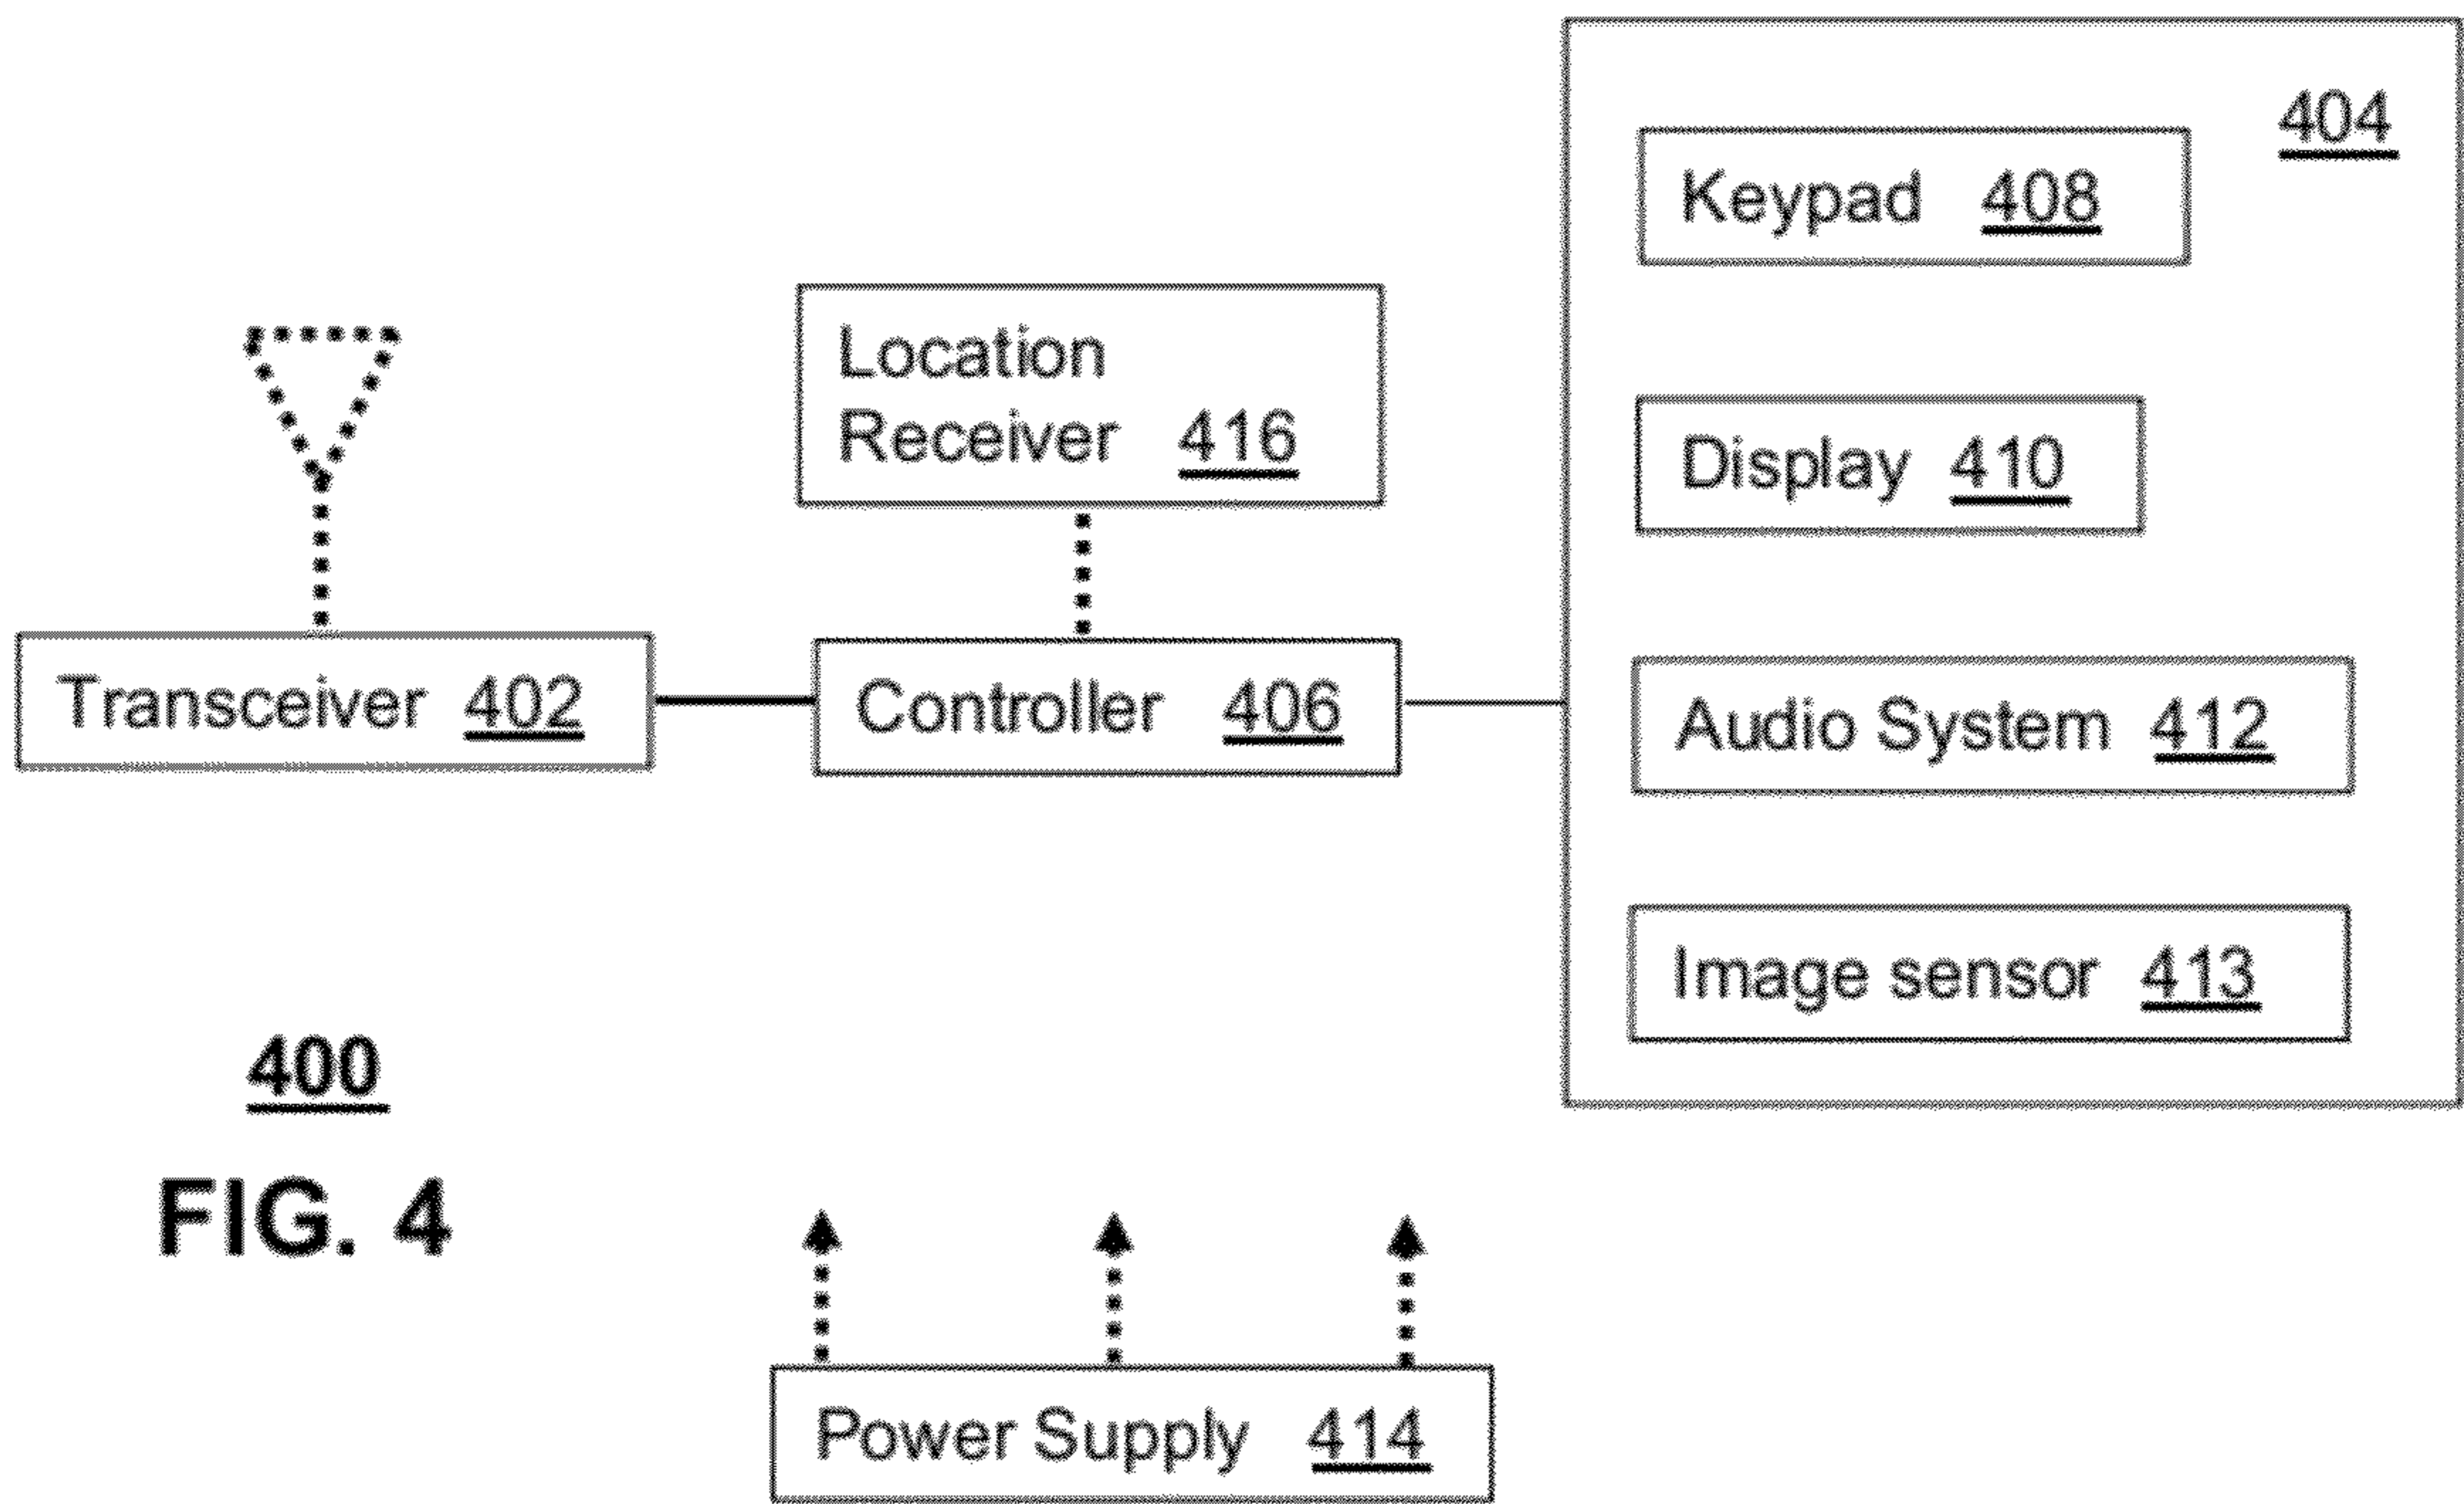 404
Keypad 408
Location
Receiver 416
Display 410
Transceiver 402
Controller 406
Audio System 412
Image sensor 413
400
FIG. 4
Power Supply 414